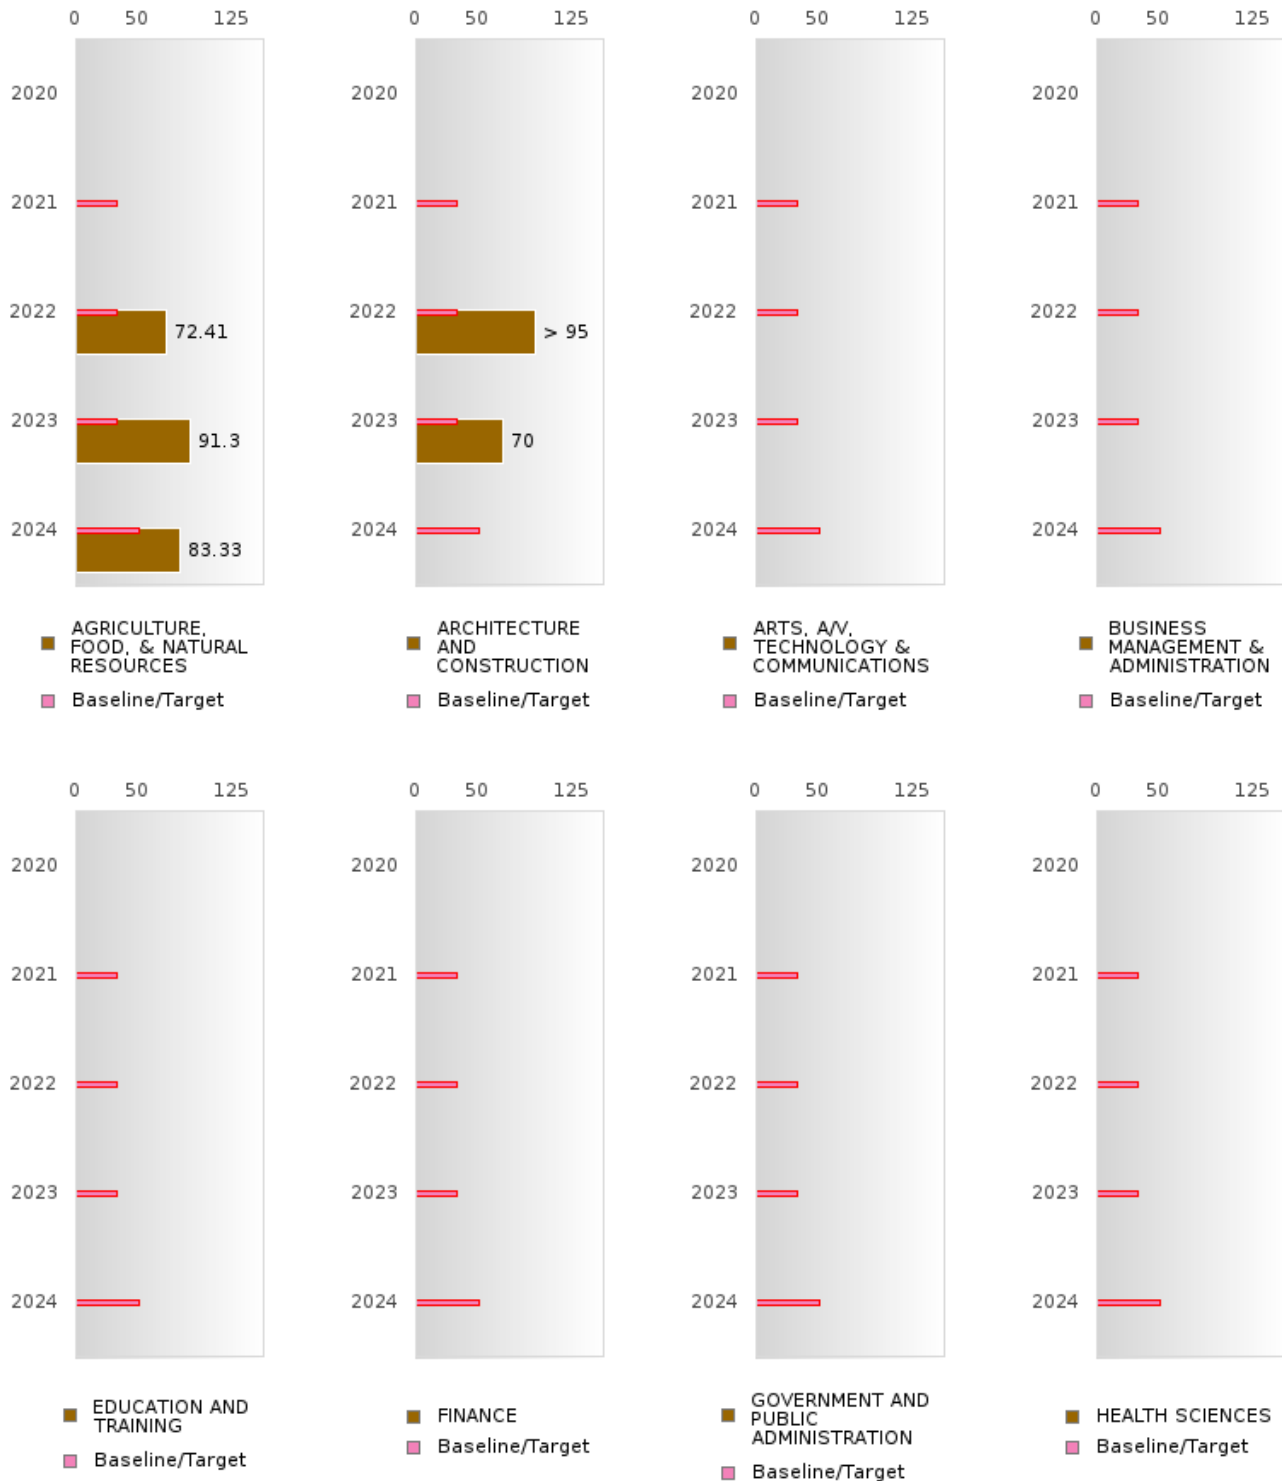 0 50 125 0 50 125 0 50 125 0 50 125
2020 2020 2020 2020
2021 2021 2021 2021
2022 2022 2022 2022
72.41 > 95
2023 2023 2023 2023
91.3 70
2024 2024 2024 2024
83.33
AGRICULTURE,
FOOD, & NATURAL
RESOURCES
Baseline/Target
ARCHITECTURE
AND
CONSTRUCTION
Baseline/Target
ARTS, A/V,
TECHNOLOGY &
COMMUNICATIONS
Baseline/Target
BUSINESS
MANAGEMENT &
ADMINISTRATION
Baseline/Target
0 50 125 0 50 125 0 50 125 0 50 125
2020 2020 2020 2020
2021 2021 2021 2021
2022 2022 2022 2022
2023 2023 2023 2023
2024 2024 2024 2024
EDUCATION AND
TRAINING
Baseline/Target
FINANCE
Baseline/Target
GOVERNMENT AND
PUBLIC
ADMINISTRATION
Baseline/Target
HEALTH SCIENCES
Baseline/Target